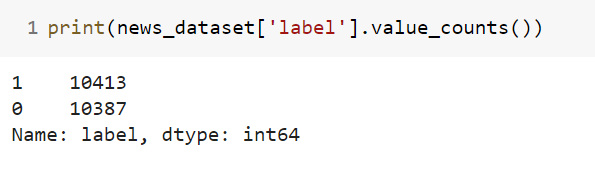 1 print(news_dataset['label'].value_counts())
1    10413
0    10387
Name: label, dtype: int64